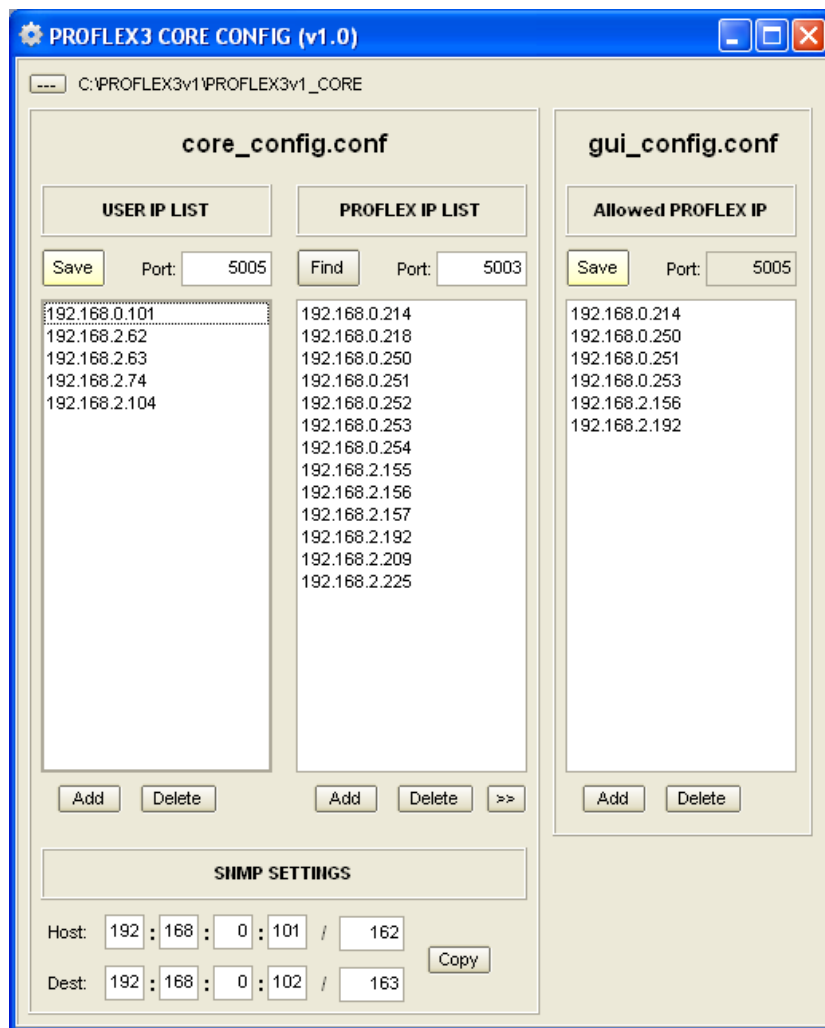 PROFLEX3 CORE CONFIG (v1.0)
--- C:\PROFLEX3v1\PROFLEX3v1_CORE
core_config.conf
USER IP LIST
Save Port: 5005
192.168.0.101
192.168.2.62
192.168.2.63
192.168.2.74
192.168.2.104
Add Delete
PROFLEX IP LIST
Find Port: 5003
192.168.0.214
192.168.0.218
192.168.0.250
192.168.0.251
192.168.0.252
192.168.0.253
192.168.0.254
192.168.2.155
192.168.2.156
192.168.2.157
192.168.2.192
192.168.2.209
192.168.2.225
Add Delete >>
SNMP SETTINGS
Host: 192 : 168 : 0 : 101 / 162
Copy
Dest: 192 : 168 : 0 : 102 / 163
gui_config.conf
Allowed PROFLEX IP
Save Port: 5005
192.168.0.214
192.168.0.250
192.168.0.251
192.168.0.253
192.168.2.156
192.168.2.192
Add Delete